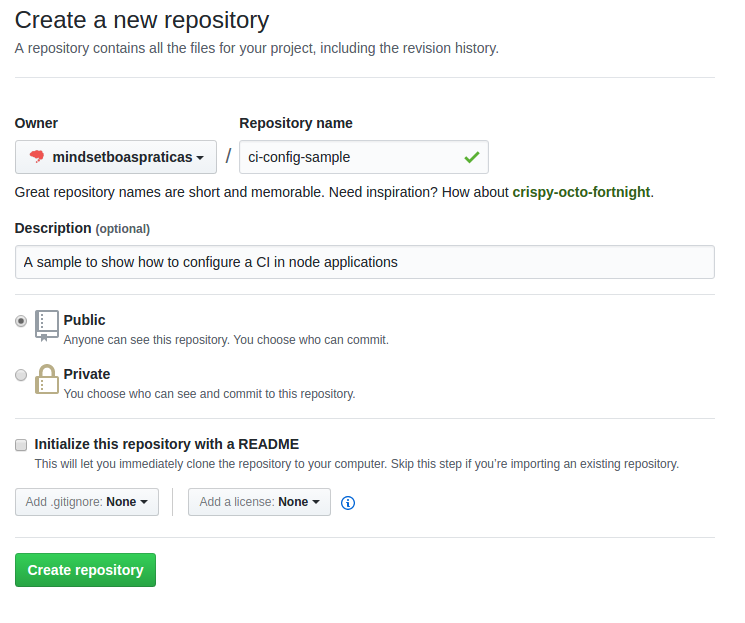 Create a new repository
A repository contains all the files for your project, including the revision history.
Owner Repository name
mindsetboaspraticas / ci-config-sample
Great repository names are short and memorable. Need inspiration? How about crispy-octo-fortnight.
Description (optional)
A sample to show how to configure a CI in node applications
Public
Anyone can see this repository. You choose who can commit.
Private
You choose who can see and commit to this repository.
Initialize this repository with a README
This will let you immediately clone the repository to your computer. Skip this step if you’re importing an existing repository.
Add .gitignore: None Add a license: None
Create repository